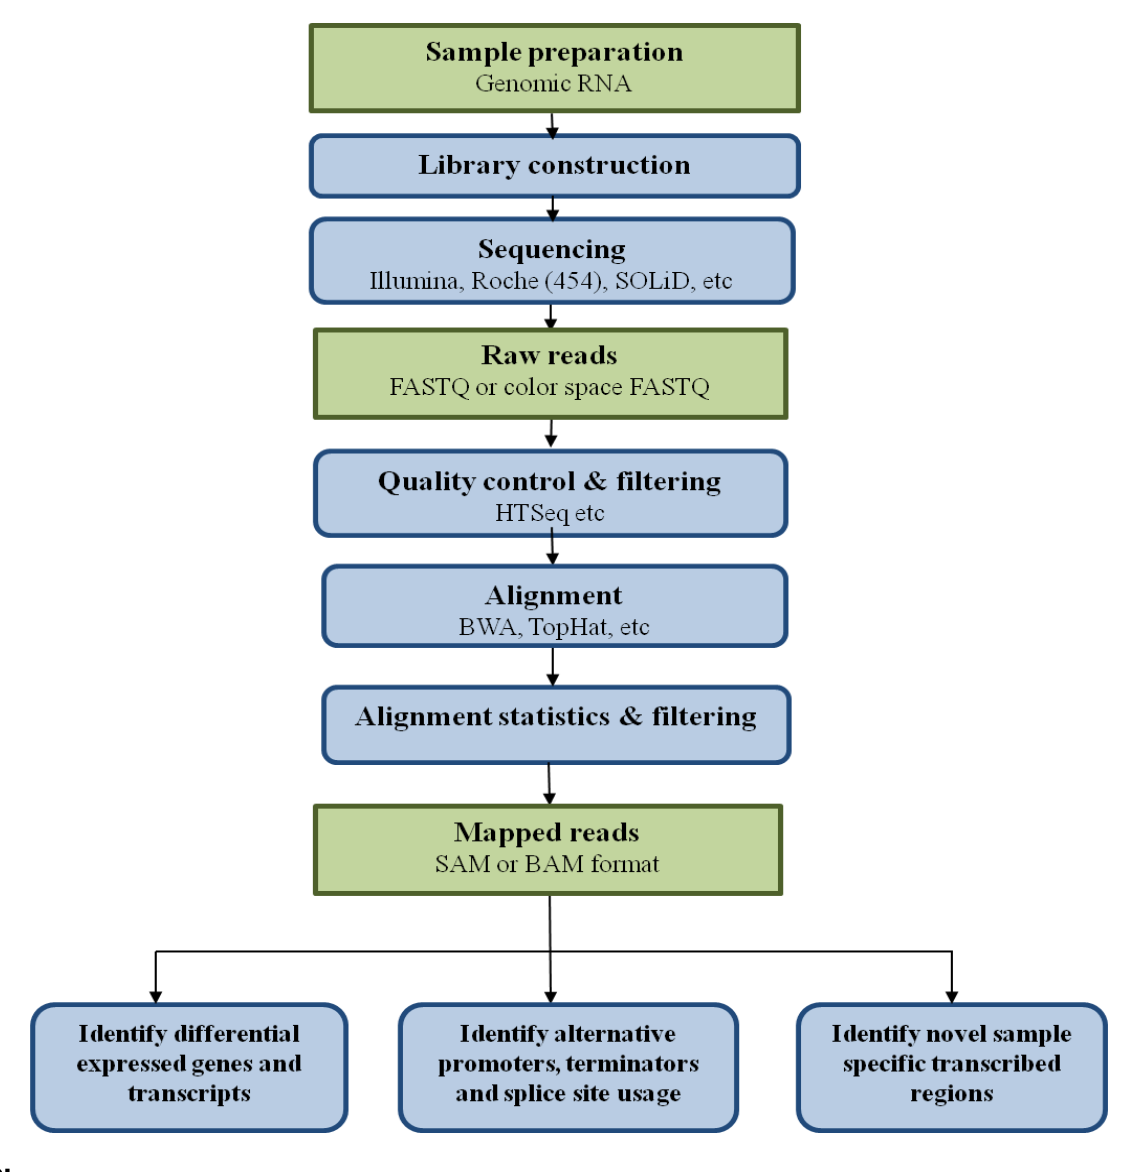 Sample preparation
Genomic RNA
Library construction
Sequencing
Illumina, Roche (454), SOLiD, etc
Raw reads
FASTQ or color space FASTQ
Quality control & filtering
HTSeq etc
Alignment
BWA, TopHat, etc
Alignment statistics & filtering
Mapped reads
SAM or BAM format
Identify differential
expressed genes and
transcripts
Identify alternative
promoters, terminators
and splice site usage
Identify novel sample
specific transcribed
regions